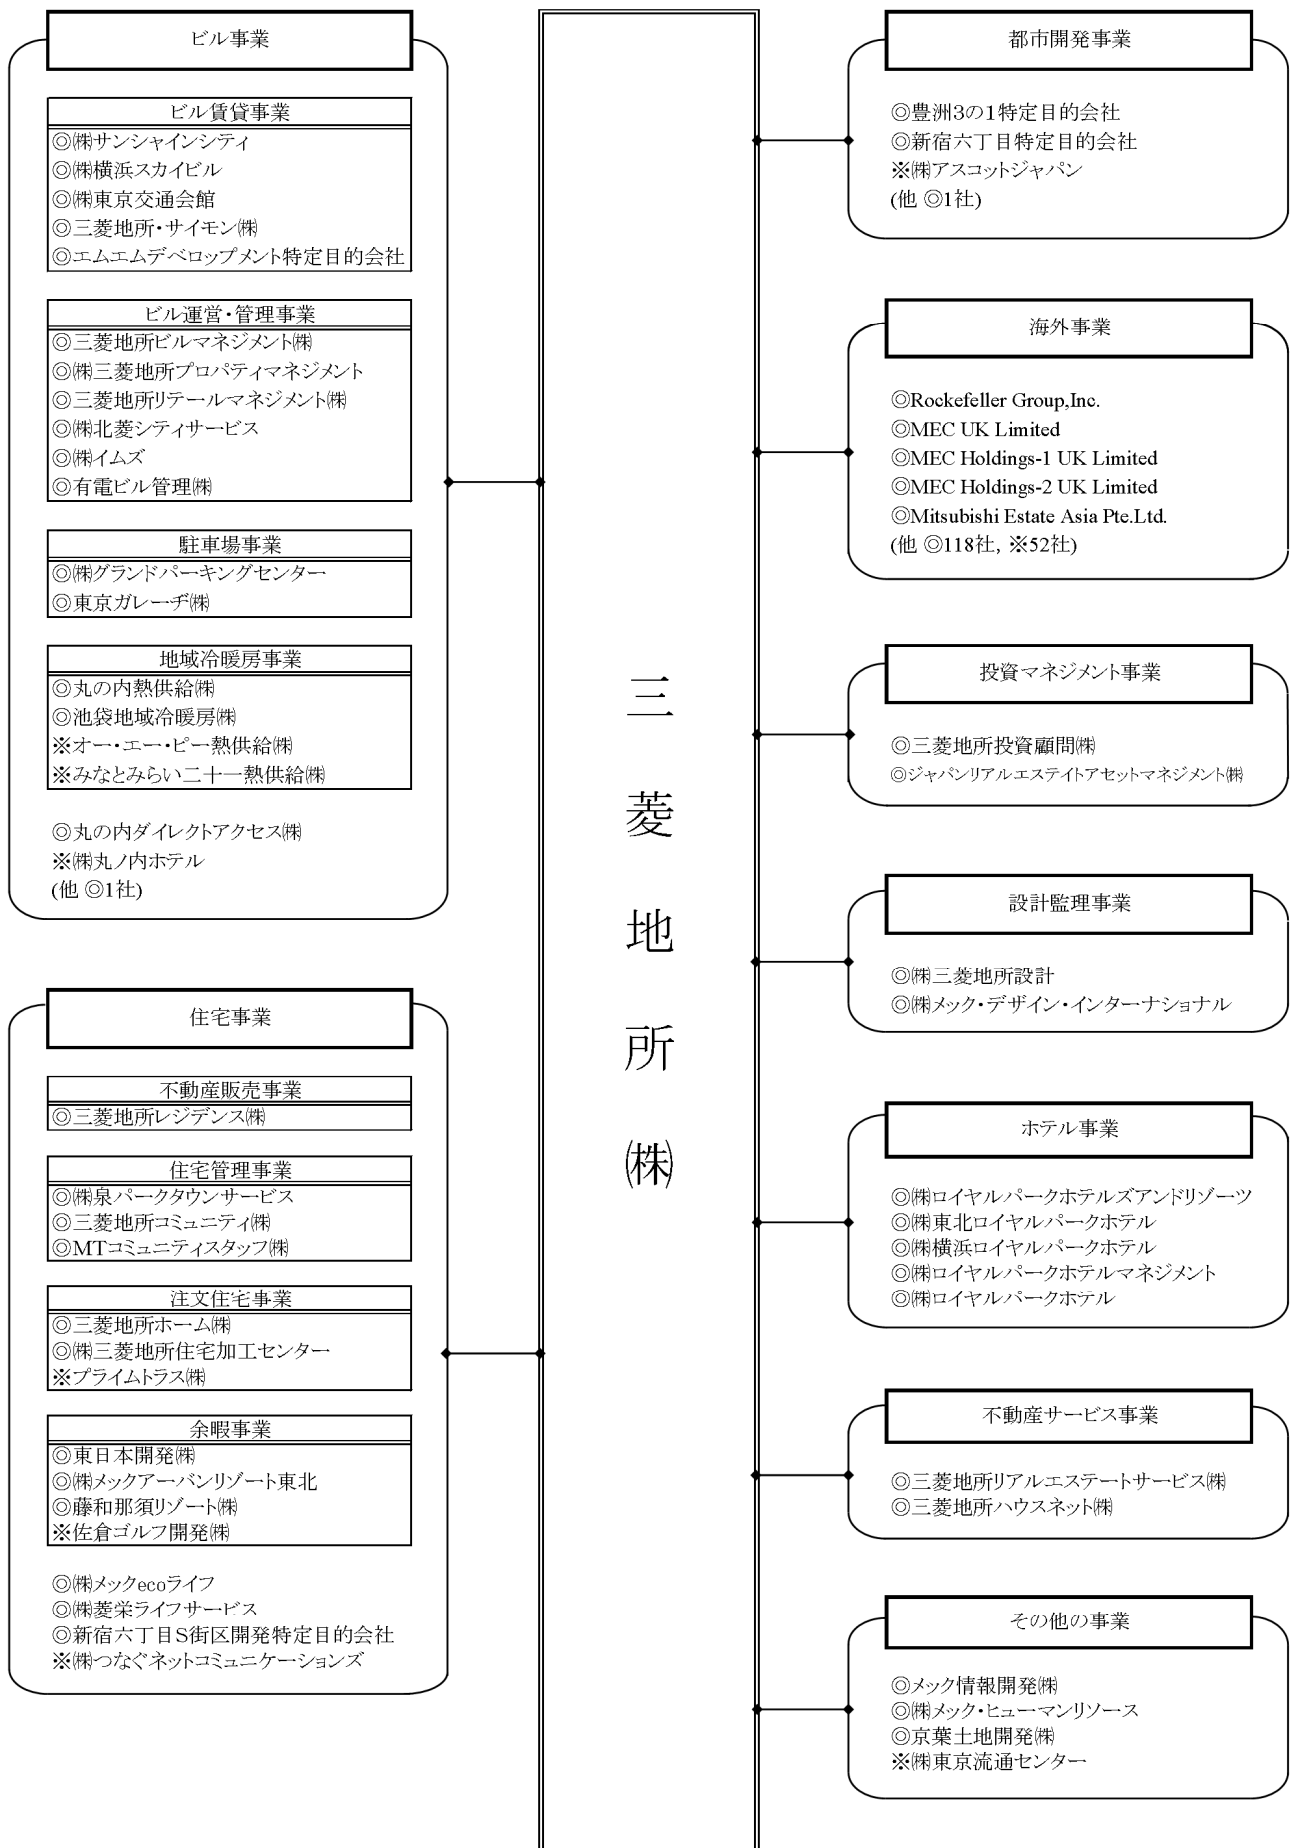 ビル事業
ビル賃貸事業
◎㈱サンシャインシティ
◎㈱横浜スカイビル
◎㈱東京交通会館
◎三菱地所・サイモン㈱
◎エムエムデベロップメント特定目的会社
ビル運営・管理事業
◎三菱地所ビルマネジメント㈱
◎㈱三菱地所プロパティマネジメント
◎三菱地所リテールマネジメント㈱
◎㈱北菱シティサービス
◎㈱イムズ
◎有電ビル管理㈱
駐車場事業
◎㈱グランドパーキングセンター
◎東京ガレーヂ㈱
地域冷暖房事業
◎丸の内熱供給㈱
◎池袋地域冷暖房㈱
※オー・エー・ピー熱供給㈱
※みなとみらい二十一熱供給㈱
◎丸の内ダイレクトアクセス㈱
※㈱丸ノ内ホテル
(他 ◎1社)
住宅事業
不動産販売事業
◎三菱地所レジデンス㈱
住宅管理事業
◎㈱泉パークタウンサービス
◎三菱地所コミュニティ㈱
◎MTコミュニティスタッフ㈱
注文住宅事業
◎三菱地所ホーム㈱
◎㈱三菱地所住宅加工センター
※プライムトラス㈱
余暇事業
◎東日本開発㈱
◎㈱メックアーバンリゾート東北
◎藤和那須リゾート㈱
※佐倉ゴルフ開発㈱
◎㈱メックecoライフ
◎㈱菱栄ライフサービス
◎新宿六丁目S街区開発特定目的会社
※㈱つなぐネットコミュニケーションズ
三菱地所㈱
都市開発事業
◎豊洲3の1特定目的会社
◎新宿六丁目特定目的会社
※㈱アスコットジャパン
(他 ◎1社)
海外事業
◎Rockefeller Group,Inc.
◎MEC UK Limited
◎MEC Holdings-1 UK Limited
◎MEC Holdings-2 UK Limited
◎Mitsubishi Estate Asia Pte.Ltd.
(他 ◎118社, ※52社)
投資マネジメント事業
◎三菱地所投資顧問㈱
◎ジャパンリアルエステイトアセットマネジメント㈱
設計監理事業
◎㈱三菱地所設計
◎㈱メック・デザイン・インターナショナル
ホテル事業
◎㈱ロイヤルパークホテルズアンドリゾーツ
◎㈱東北ロイヤルパークホテル
◎㈱横浜ロイヤルパークホテル
◎㈱ロイヤルパークホテルマネジメント
◎㈱ロイヤルパークホテル
不動産サービス事業
◎三菱地所リアルエステートサービス㈱
◎三菱地所ハウスネット㈱
その他の事業
◎メック情報開発㈱
◎㈱メック・ヒューマンリソース
◎京葉土地開発㈱
※㈱東京流通センター